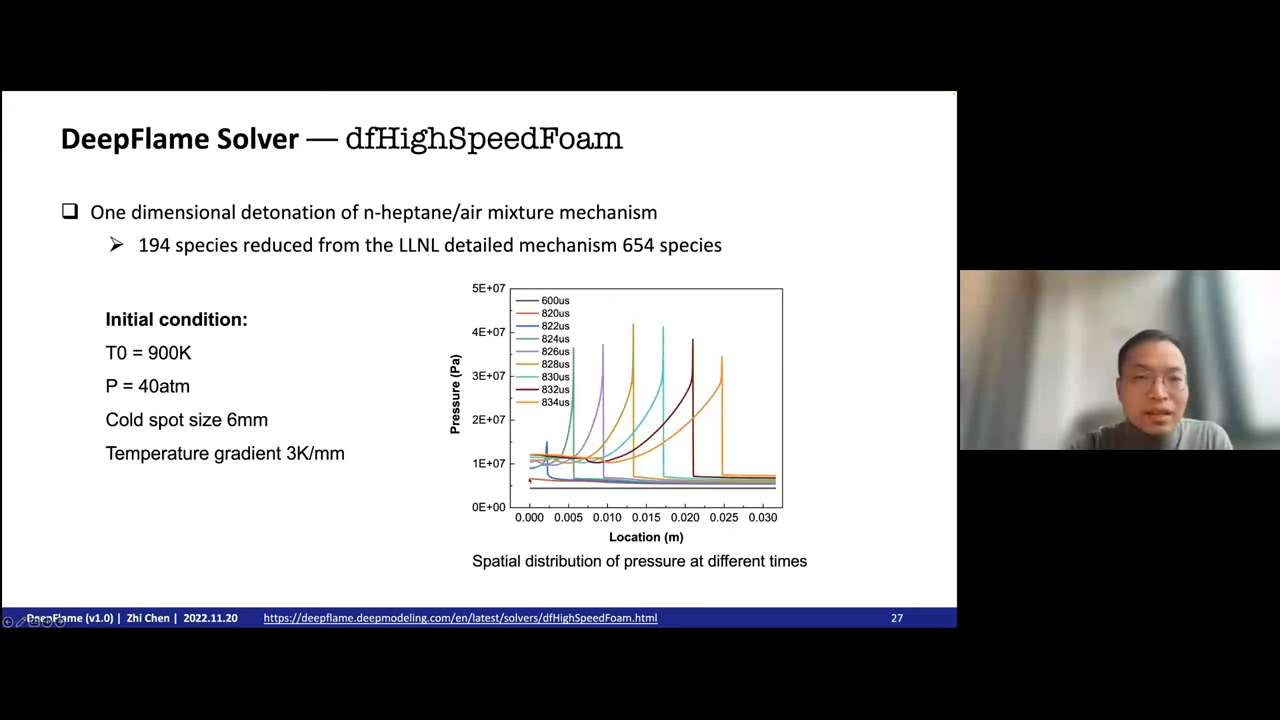 DeepFlame Solver — dfHighSpeedFoam
One dimensional detonation of n-heptane/air mixture mechanism
194 species reduced from the LLNL detailed mechanism 654 species
Initial condition:
T0 = 900K
P = 40atm
Cold spot size 6mm
Temperature gradient 3K/mm
5E+07
4E+07
3E+07
2E+07
1E+07
0E+00
Pressure (Pa)
600us
820us
822us
824us
826us
828us
830us
832us
834us
0.000 0.005 0.010 0.015 0.020 0.025 0.030
Location (m)
Spatial distribution of pressure at different times
DeepFlame (v1.0) | Zhi Chen | 2022.11.20 https://deepflame.deepmodeling.com/en/latest/solvers/dfHighSpeedFoam.html 27